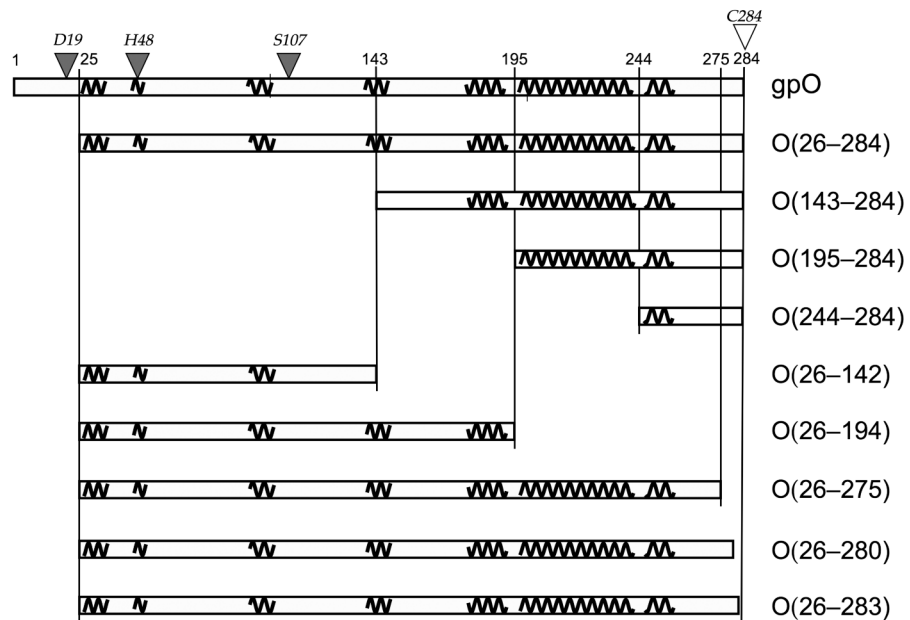 C284
D19 H48 S107
1 25 143 195 244 275 284
gpO
O(26–284)
O(143–284)
O(195–284)
O(244–284)
O(26–142)
O(26–194)
O(26–275)
O(26–280)
O(26–283)